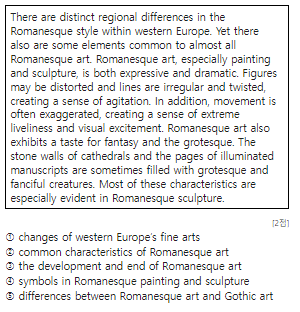 There are distinct regional differences in the
Romanesque style within western Europe. Yet there
also are some elements common to almost all
Romanesque art. Romanesque art, especially painting
and sculpture, is both expressive and dramatic. Figures
may be distorted and lines are irregular and twisted,
creating a sense of agitation. In addition, movement is
often exaggerated, creating a sense of extreme
liveliness and visual excitement. Romanesque art also
exhibits a taste for fantasy and the grotesque. The
stone walls of cathedrals and the pages of illuminated
manuscripts are sometimes filled with grotesque and
fanciful creatures. Most of these characteristics are
especially evident in Romanesque sculpture.
[2점]
① changes of western Europe's fine arts
② common characteristics of Romanesque art
③ the development and end of Romanesque art
④ symbols in Romanesque painting and sculpture
⑤ differences between Romanesque art and Gothic art